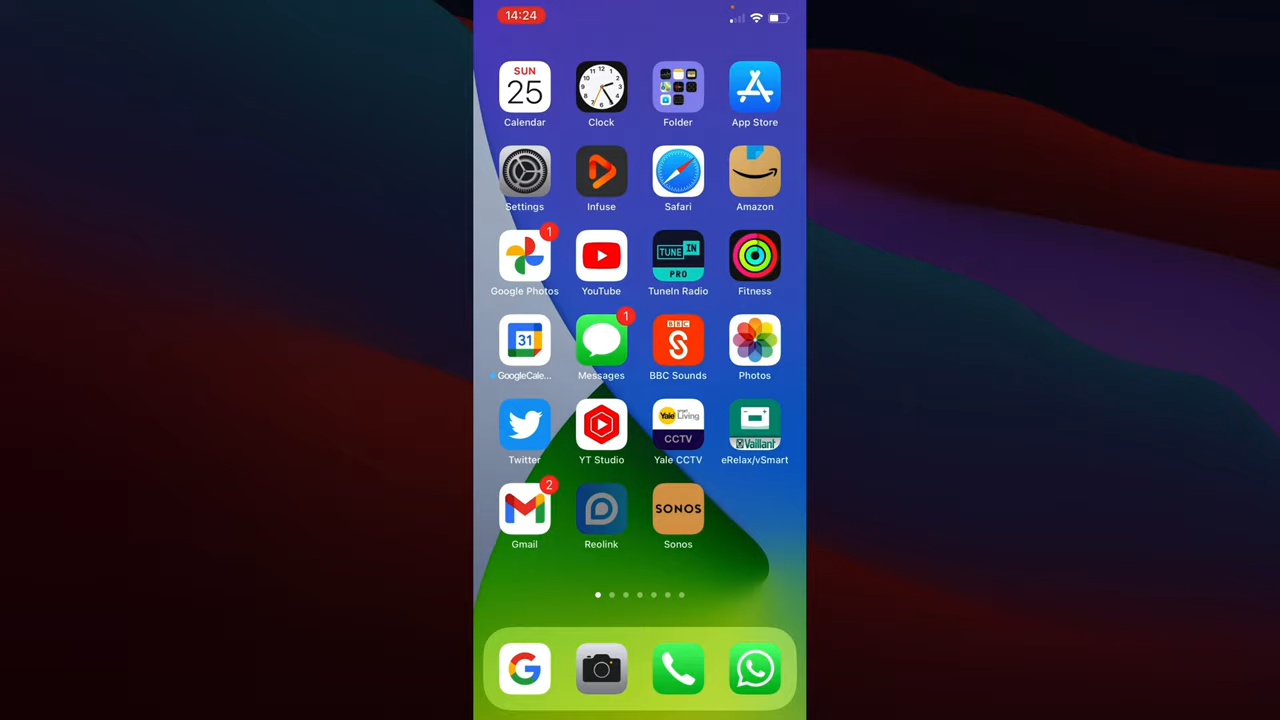 14:24
SUN
25
12
Calendar
Clock
Folder
App Store
Settings
Infuse
Safari
Amazon
1
TUNE IN
PRO
Google Photos
YouTube
TuneIn Radio
Fitness
31
1
BBC
S
GoogleCale...
Messages
BBC Sounds
Photos
Yale smart Living
CCTV
Vaillant
Twitter
YT Studio
Yale CCTV
eRelax/vSmart
2
SONOS
Gmail
Reolink
Sonos